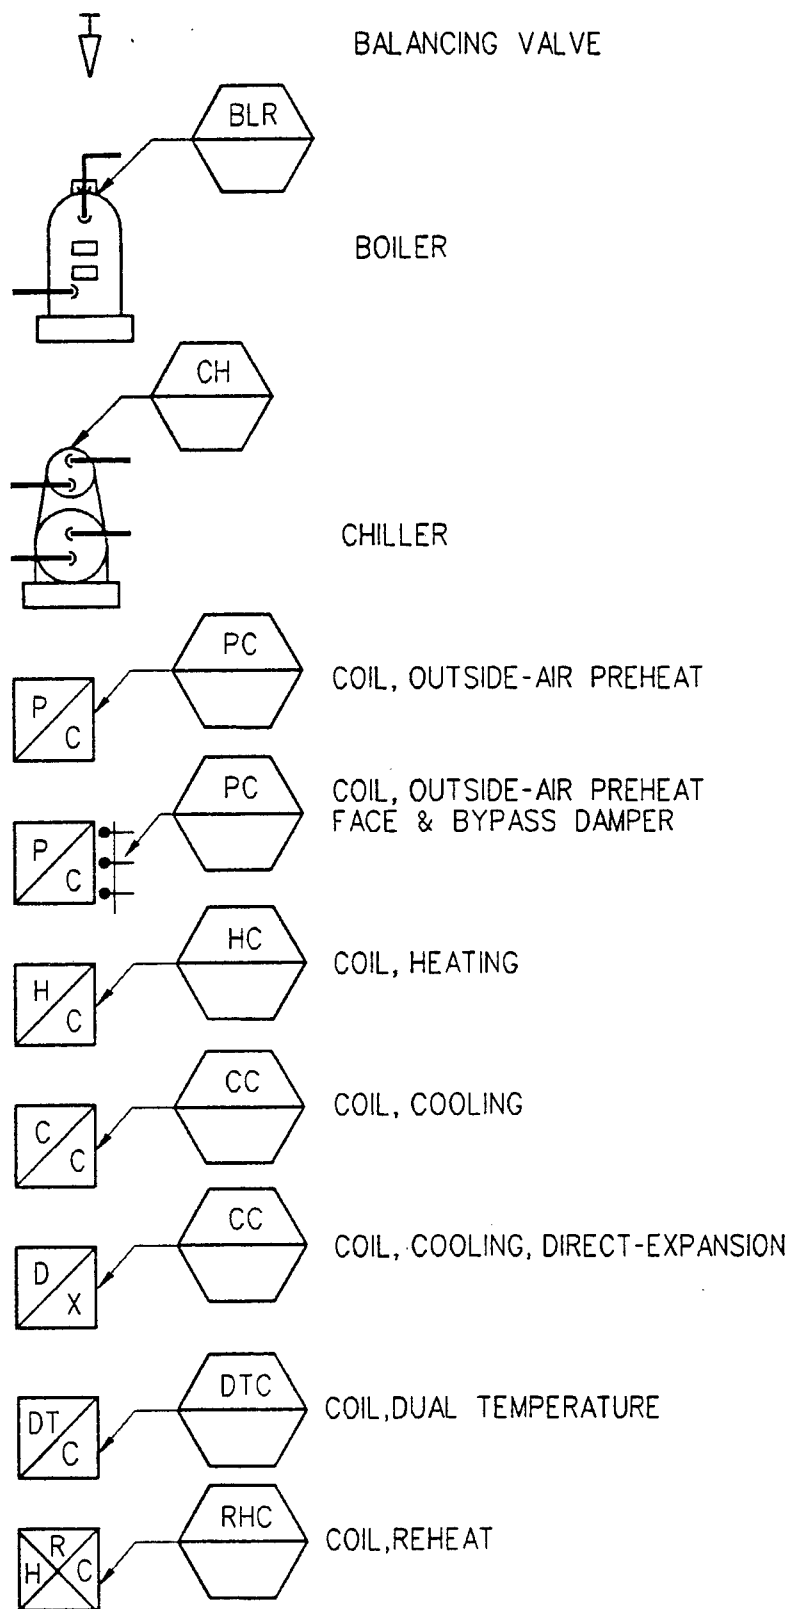 BALANCING VALVE
BLR
BOILER
CH
CHILLER
PC
P
C
COIL, OUTSIDE-AIR PREHEAT
PC
P
C
COIL, OUTSIDE-AIR PREHEAT
FACE & BYPASS DAMPER
HC
H
C
COIL, HEATING
CC
C
C
COIL, COOLING
CC
D
X
COIL, COOLING, DIRECT-EXPANSION
DTC
DT
C
COIL,DUAL TEMPERATURE
RHC
R
H C
COIL,REHEAT